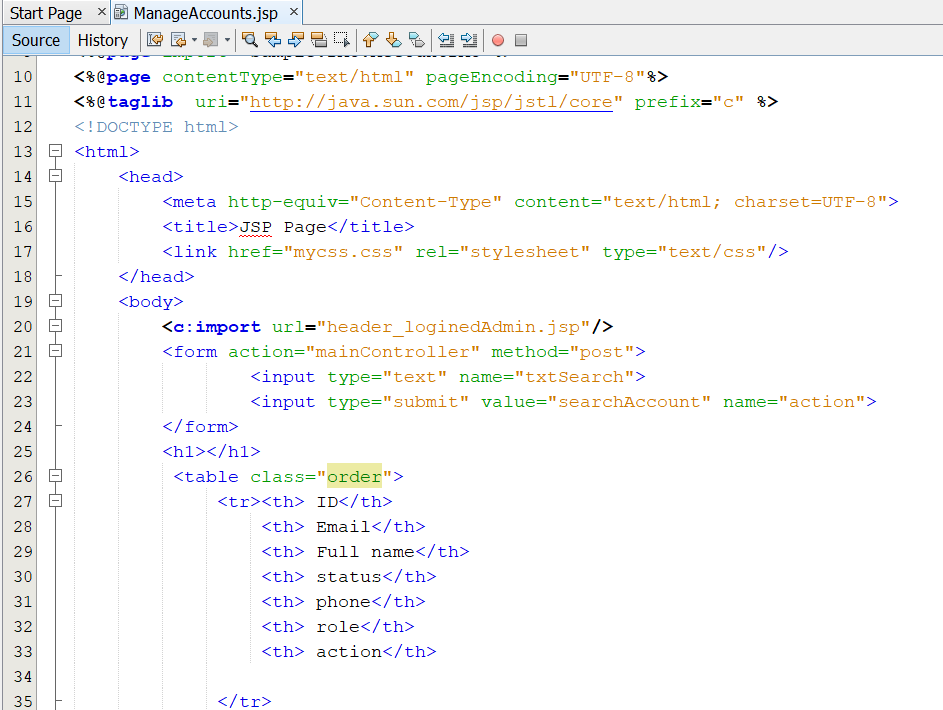 Start Page × ManageAccounts.jsp ×
Source History
10 <%@page contentType="text/html" pageEncoding="UTF-8"%>
11 <%@taglib uri="http://java.sun.com/jsp/jstl/core" prefix="c" %>
12 <!DOCTYPE html>
13 <html>
14 <head>
15 <meta http-equiv="Content-Type" content="text/html; charset=UTF-8">
16 <title>JSP Page</title>
17 <link href="mycss.css" rel="stylesheet" type="text/css"/>
18 </head>
19 <body>
20 <c:import url="header_loginedAdmin.jsp"/>
21 <form action="mainController" method="post">
22 <input type="text" name="txtSearch">
23 <input type="submit" value="searchAccount" name="action">
24 </form>
25 <h1></h1>
26 <table class="order">
27 <tr><th> ID</th>
28 <th> Email</th>
29 <th> Full name</th>
30 <th> status</th>
31 <th> phone</th>
32 <th> role</th>
33 <th> action</th>
34
35 </tr>